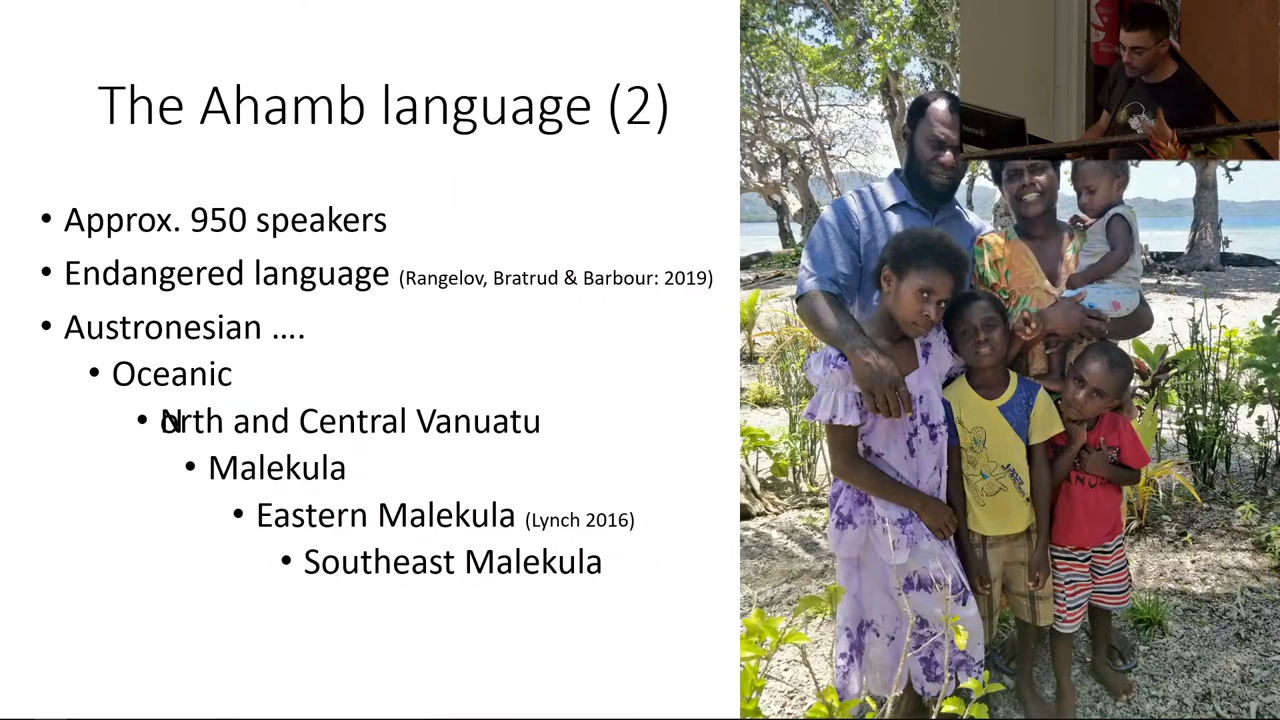 The Ahamb language (2)
• Approx. 950 speakers
• Endangered language (Rangelov, Bratrud & Barbour: 2019)
• Austronesian ....
• Oceanic
• North and Central Vanuatu
• Malekula
• Eastern Malekula (Lynch 2016)
• Southeast Malekula